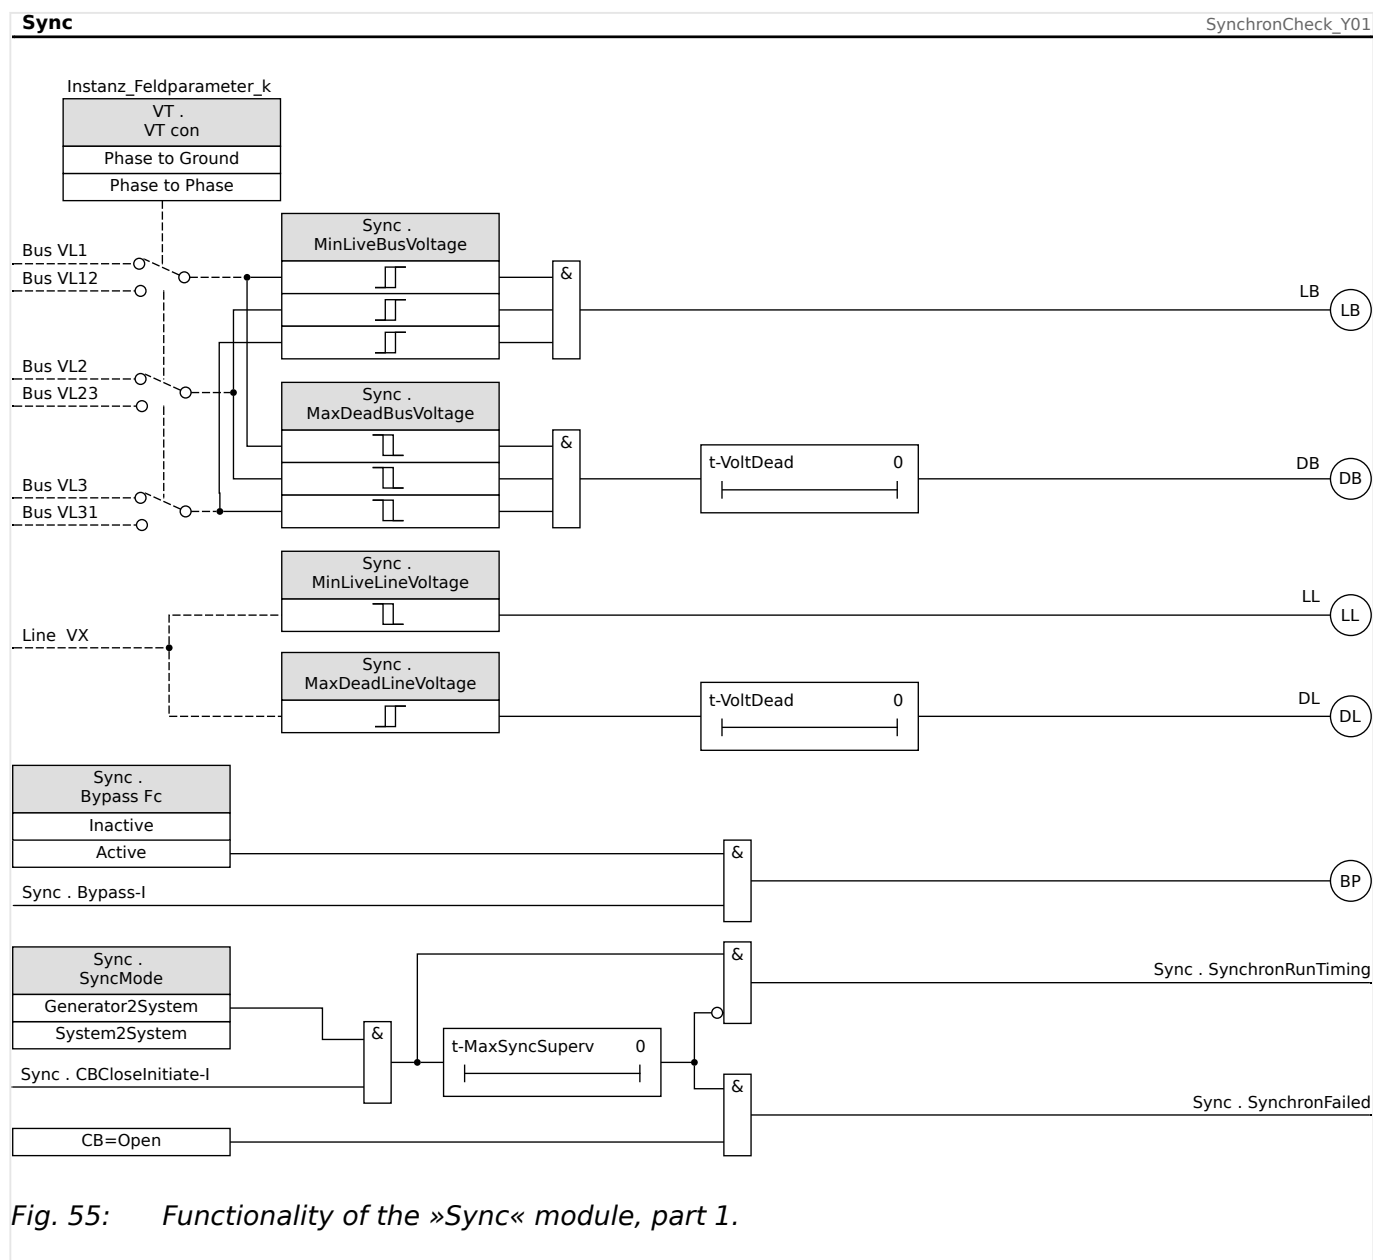 Sync
SynchronCheck_Y01
Instanz_Feldparameter_k
VT .
VT con
Phase to Ground
Phase to Phase
Bus VL1
Bus VL12
Bus VL2
Bus VL23
Bus VL3
Bus VL31
Sync .
MinLiveBusVoltage
&
LB
LB
Sync .
MaxDeadBusVoltage
&
t-VoltDead 0
DB
DB
Sync .
MinLiveLineVoltage
LL
LL
Line VX
Sync .
MaxDeadLineVoltage
t-VoltDead 0
DL
DL
Sync .
Bypass Fc
Inactive
Active
&
Sync . Bypass-I
BP
Sync .
SyncMode
Generator2System
System2System
&
Sync . CBCloseInitiate-I
t-MaxSyncSuperv 0
&
Sync . SynchronRunTiming
&
Sync . SynchronFailed
CB=Open
Fig. 55: Functionality of the »Sync« module, part 1.